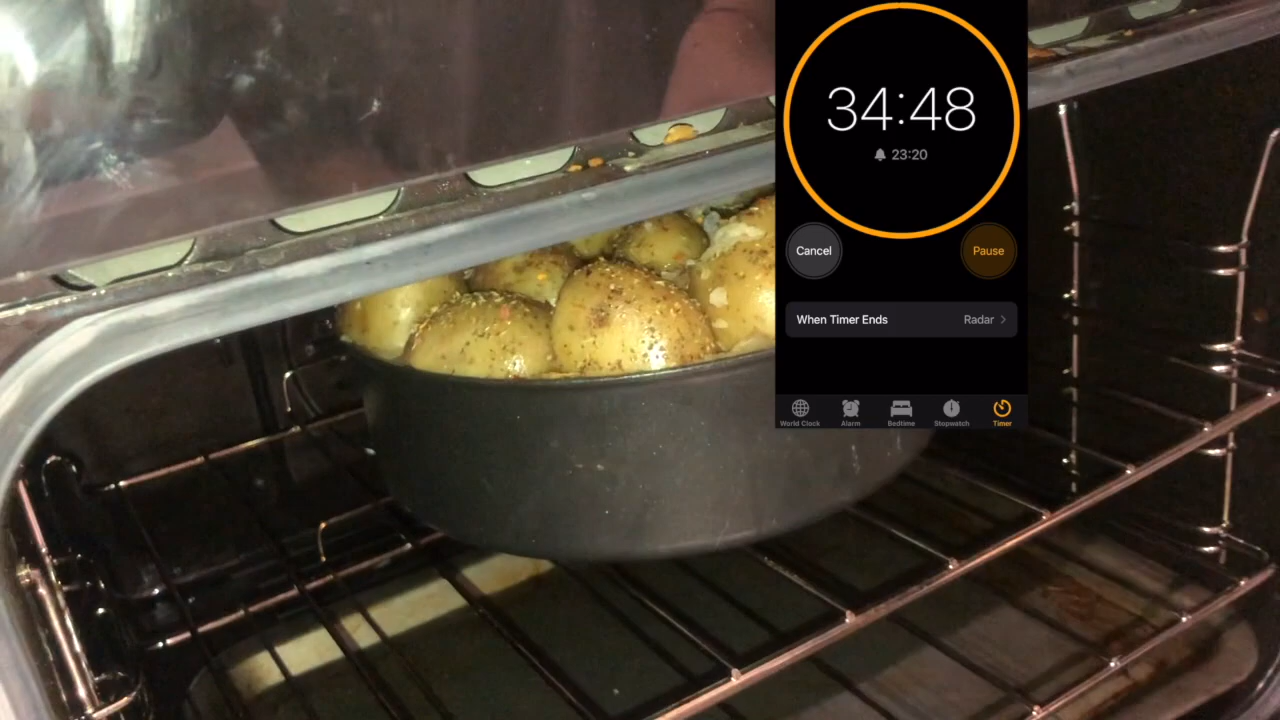 34:48
23:20
Cancel
Pause
When Timer Ends
Radar
World Clock
Alarm
Bedtime
Stopwatch
Timer